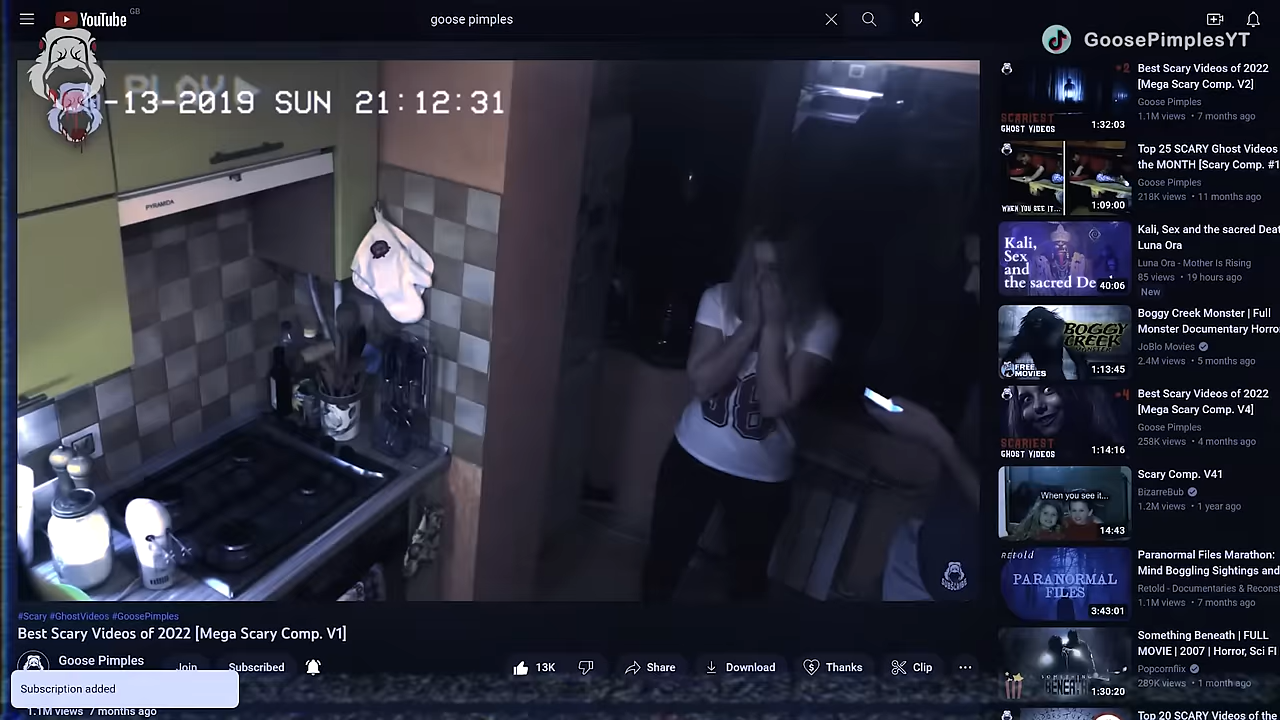 YouTube GB
goose pimples
GoosePimplesYT
PLAY
-13-2019 SUN 21:12:31
PYRAMIDA
98
#Scary #GhostVideos #GoosePimples
Best Scary Videos of 2022 [Mega Scary Comp. V1]
Goose Pimples
Join
Subscribed
13K
Share
Download
Thanks
Clip
Subscription added
1.1M views 7 months ago
#2
SCARIEST
GHOST VIDEOS
1:32:03
Best Scary Videos of 2022
[Mega Scary Comp. V2]
Goose Pimples
1.1M views • 7 months ago
WHEN YOU SEE IT...
1:09:00
Top 25 SCARY Ghost Videos
the MONTH [Scary Comp. #1
Goose Pimples
218K views • 11 months ago
Kali,
Sex
and
the sacred De
40:06
Kali, Sex and the sacred Deat
Luna Ora
Luna Ora - Mother Is Rising
85 views • 19 hours ago
New
BOGGY
CREEK
MONSTER
FREE
MOVIES
1:13:45
Boggy Creek Monster | Full
Monster Documentary Horro
JoBlo Movies
2.4M views • 5 months ago
#4
SCARIEST
GHOST VIDEOS
1:14:16
Best Scary Videos of 2022
[Mega Scary Comp. V4]
Goose Pimples
258K views • 4 months ago
When you see it...
14:43
Scary Comp. V41
BizarreBub
1.2M views • 1 year ago
RETOLD
PARANORMAL
FILES
3:43:01
Paranormal Files Marathon:
Mind Boggling Sightings and
Retold - Documentaries & Reconst
1.1M views • 7 months ago
SOMETHING
BENEATH
1:30:20
Something Beneath | FULL
MOVIE | 2007 | Horror, Sci FI
Popcornflix
289K views • 1 month ago
Top 20 SCARY Videos of the